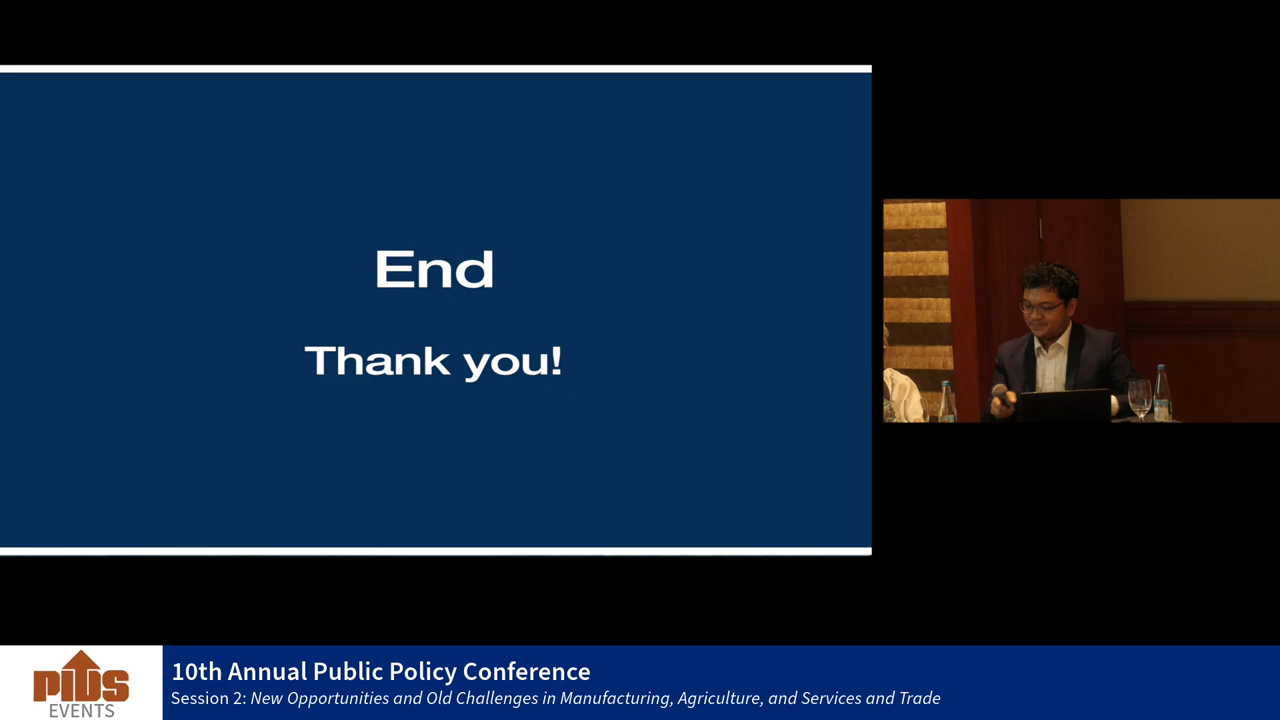 End
Thank you!
PIDS
EVENTS
10th Annual Public Policy Conference
Session 2: New Opportunities and Old Challenges in Manufacturing, Agriculture, and Services and Trade